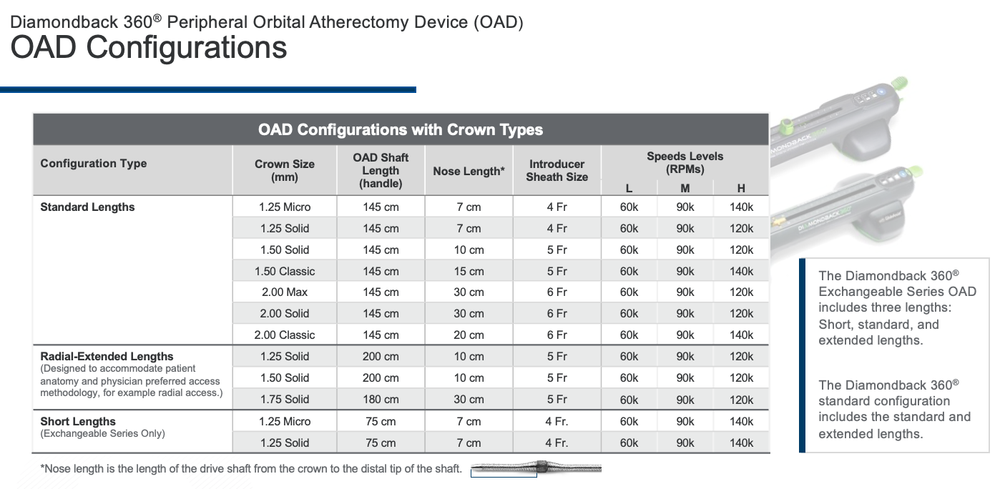 Diamondback 360® Peripheral Orbital Atherectomy Device (OAD)
OAD Configurations
OAD Configurations with Crown Types
Configuration Type Crown Size (mm) OAD Shaft Length (handle) Nose Length* Introducer Sheath Size Speeds Levels (RPMs)
L M H
Standard Lengths 1.25 Micro 145 cm 7 cm 4 Fr 60k 90k 140k
1.25 Solid 145 cm 7 cm 4 Fr 60k 90k 120k
1.50 Solid 145 cm 10 cm 5 Fr 60k 90k 120k
1.50 Classic 145 cm 15 cm 5 Fr 60k 90k 140k
2.00 Max 145 cm 30 cm 6 Fr 60k 90k 120k
2.00 Solid 145 cm 30 cm 6 Fr 60k 90k 120k
2.00 Classic 145 cm 20 cm 6 Fr 60k 90k 140k
Radial-Extended Lengths 1.25 Solid 200 cm 10 cm 5 Fr 60k 90k 120k
(Designed to accommodate patient
anatomy and physician preferred access 1.50 Solid 200 cm 10 cm 5 Fr 60k 90k 120k
methodology, for example radial access.) 1.75 Solid 180 cm 30 cm 5 Fr 60k 90k 120k
Short Lengths 1.25 Micro 75 cm 7 cm 4 Fr. 60k 90k 140k
(Exchangeable Series Only) 1.25 Solid 75 cm 7 cm 4 Fr. 60k 90k 140k
*Nose length is the length of the drive shaft from the crown to the distal tip of the shaft.
MONDBACK 360°
DIAMONDBACK 360°
The Diamondback 360®
Exchangeable Series OAD
includes three lengths:
Short, standard, and
extended lengths.
The Diamondback 360®
standard configuration
includes the standard and
extended lengths.